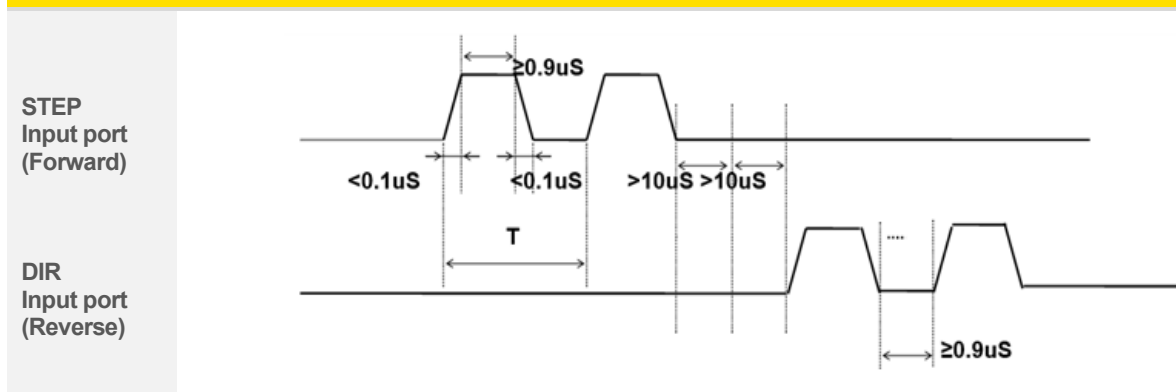 ≥0.9uS
STEP
Input port
(Forward)
<0.1uS <0.1uS >10uS >10uS
T
....
DIR
Input port
(Reverse)
≥0.9uS